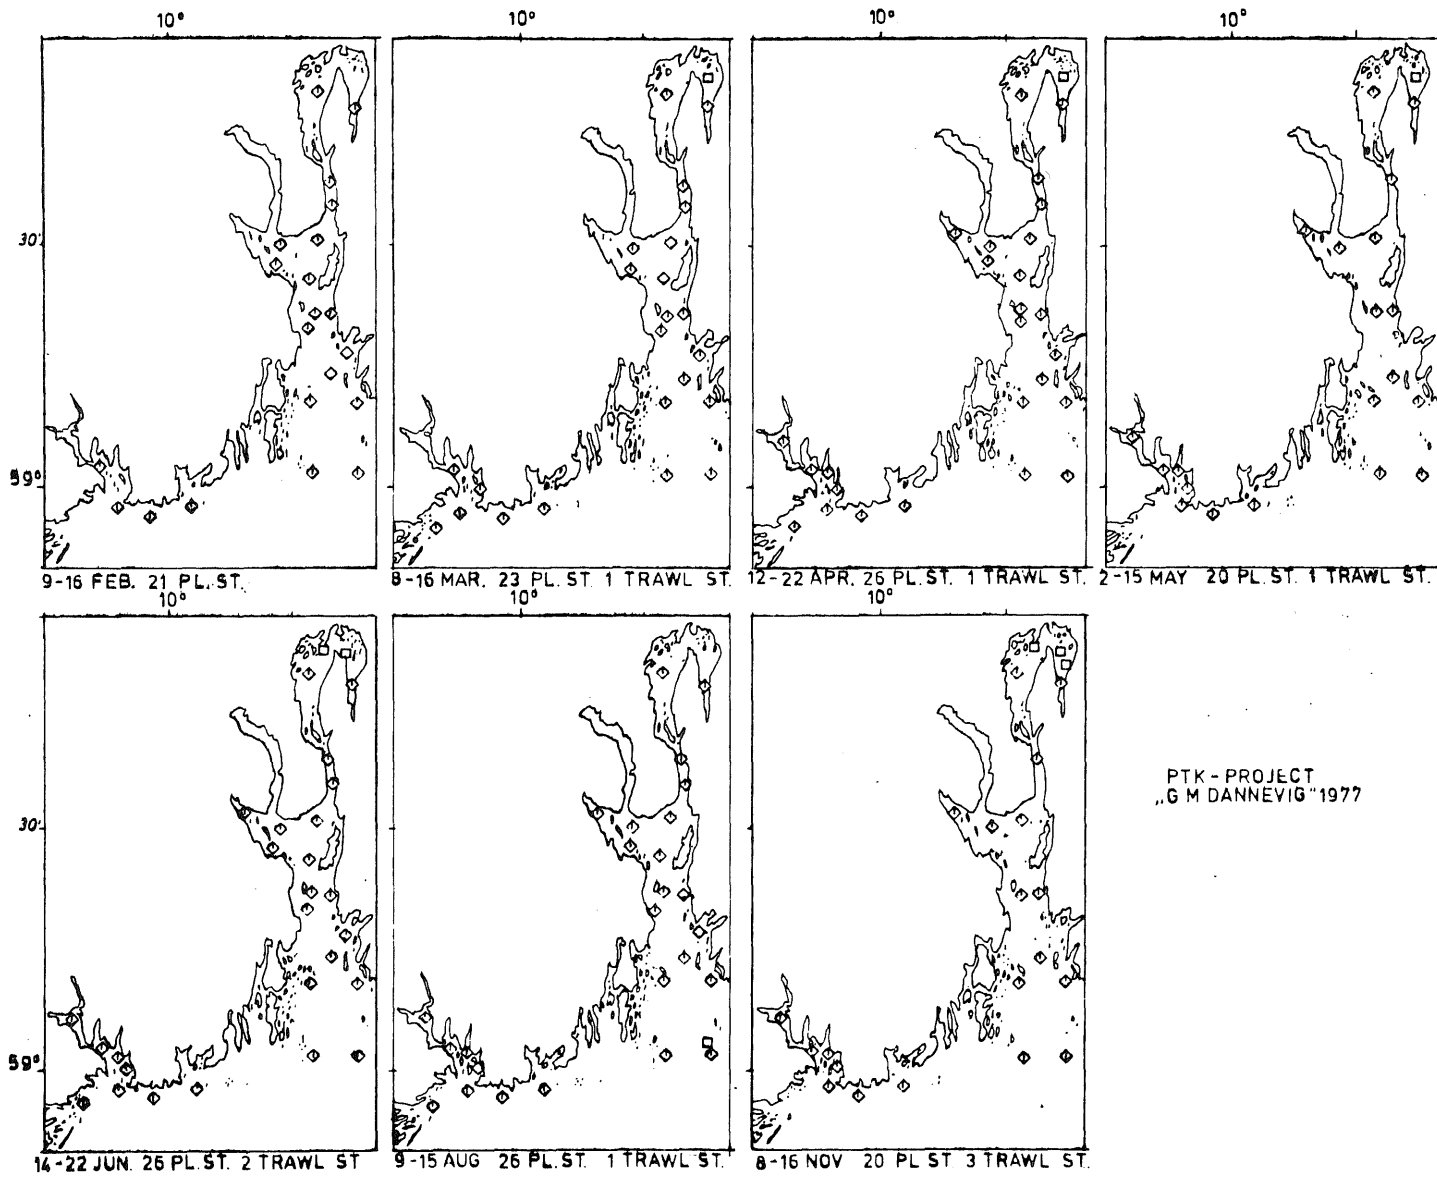 10° 10° 10° 10°
30'
59°
9-16 FEB. 21 PL. ST. 8-16 MAR. 23 PL. ST. 1 TRAWL ST. 12-22 APR. 26 PL. ST. 1 TRAWL ST. 2-15 MAY 20 PL. ST. 1 TRAWL ST.
10° 10° 10°
PTK-PROJECT
„G M DANNEVIG" 1977
30'
59°
14-22 JUN. 26 PL. ST. 2 TRAWL ST 9-15 AUG 26 PL. ST. 1 TRAWL ST. 8-16 NOV 20 PL ST 3 TRAWL ST.